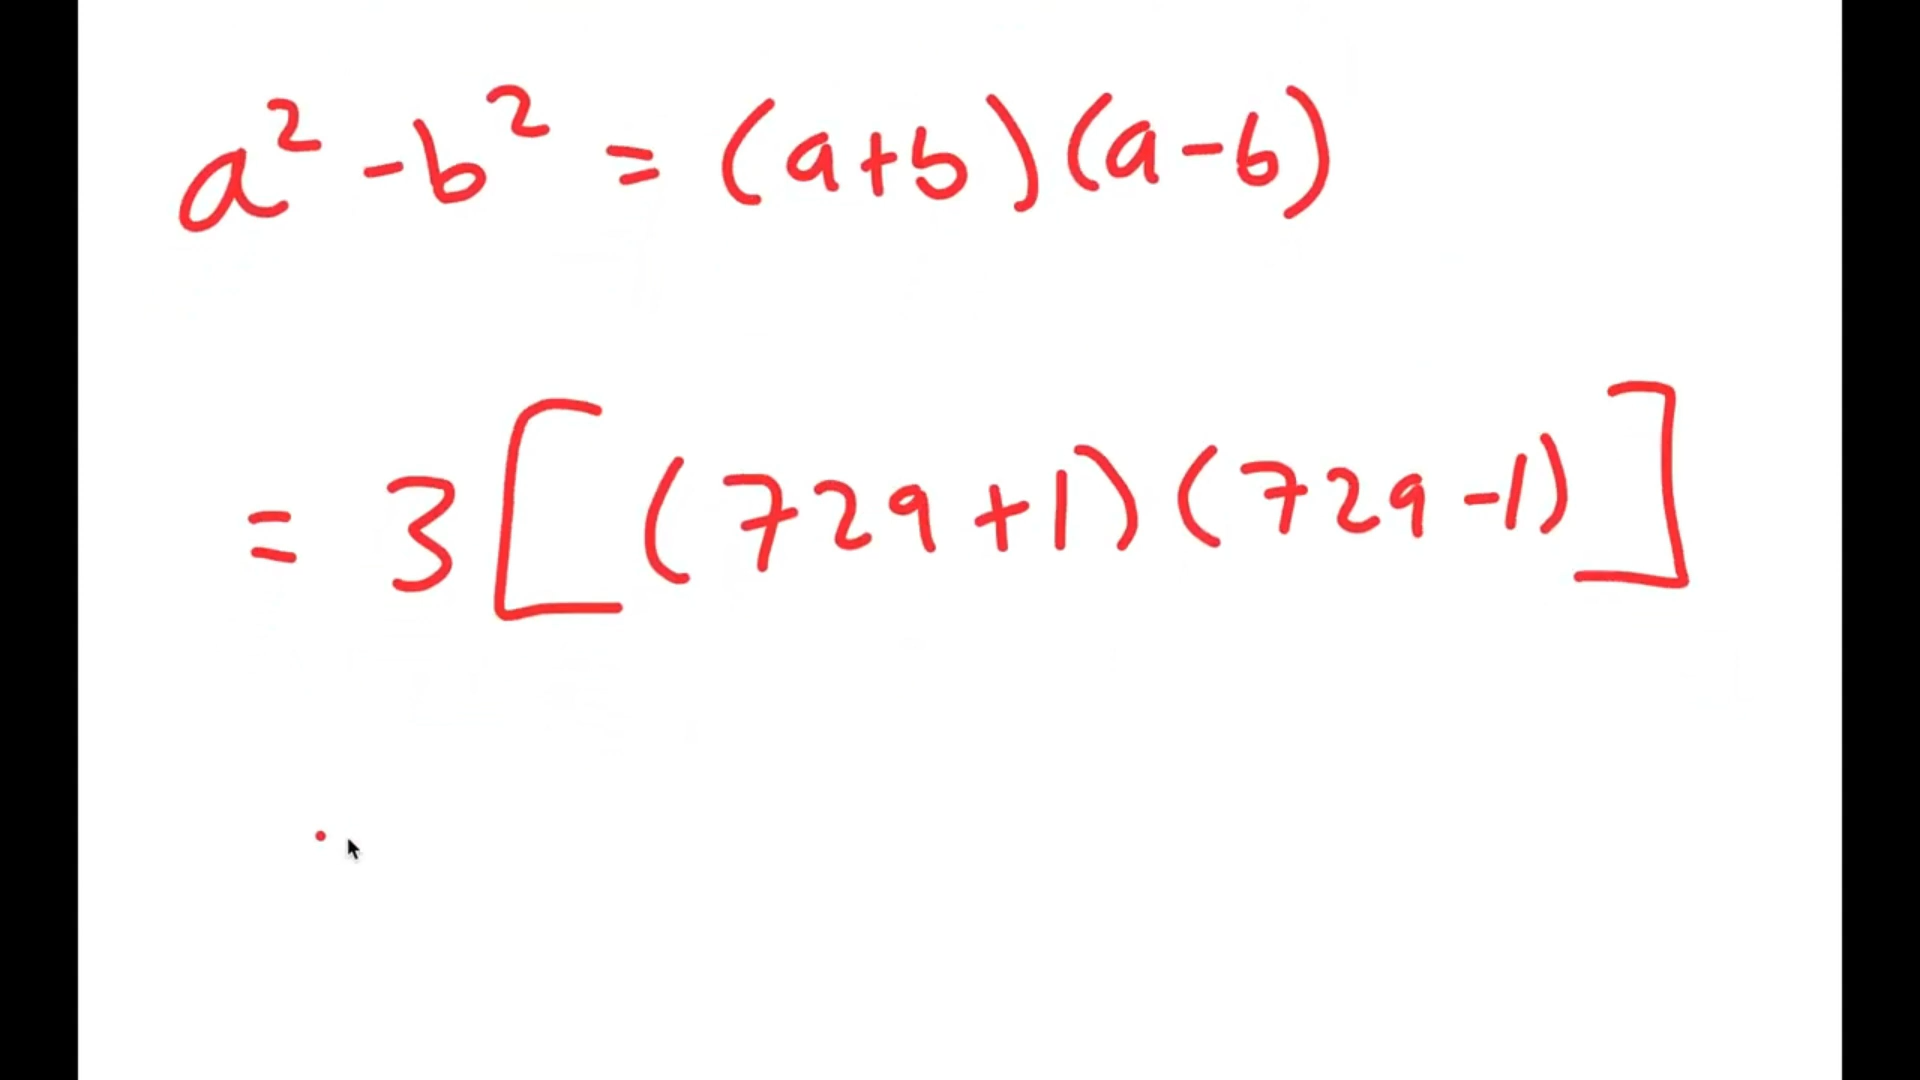 a² - b² = (a+b)(a-b)
= 3[(729+1)(729-1)]